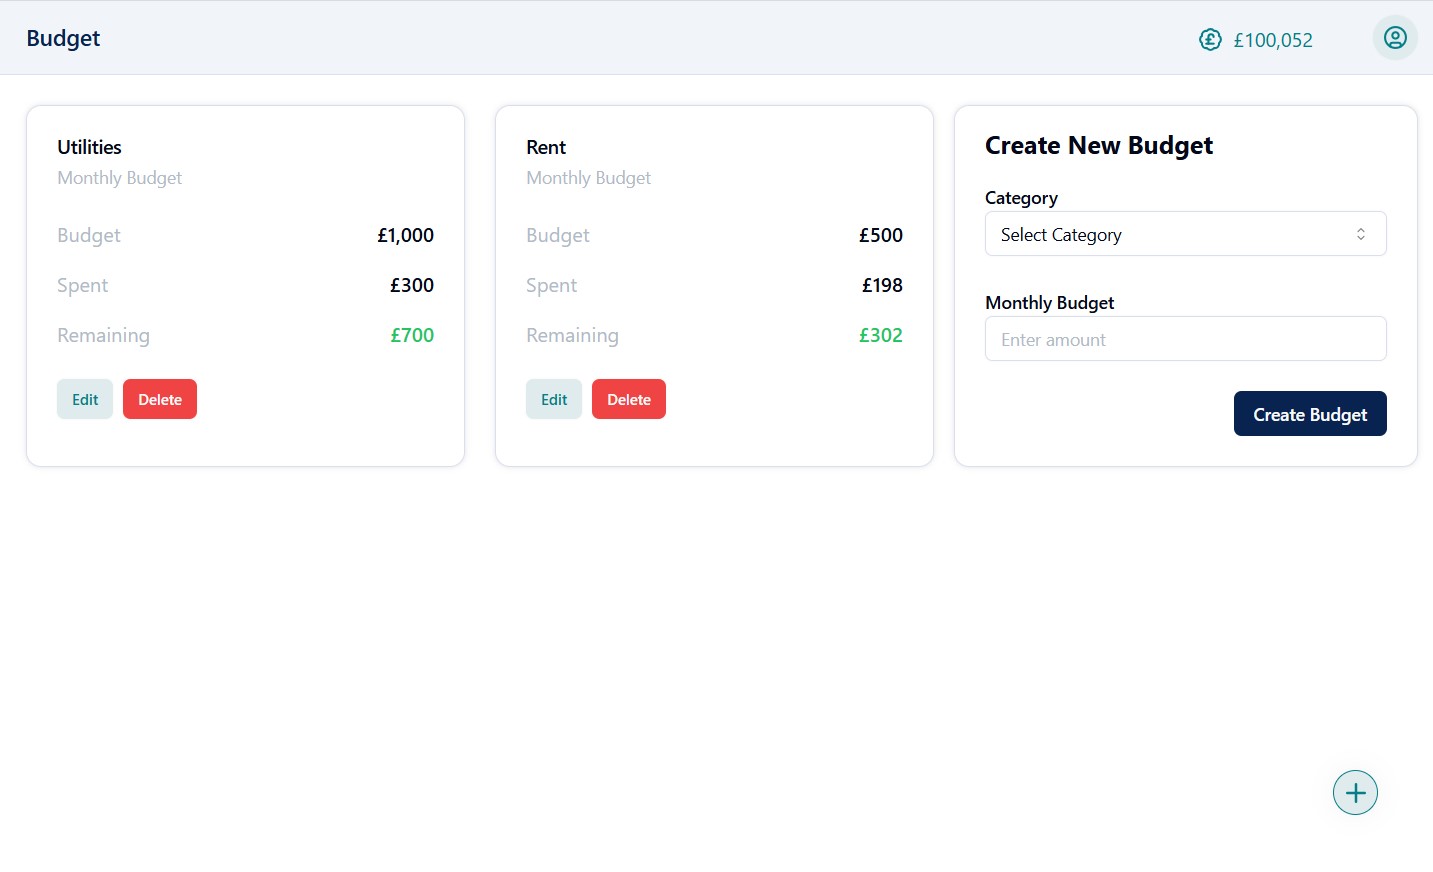 Budget
£100,052
Utilities
Monthly Budget
Budget £1,000
Spent £300
Remaining £700
Edit Delete
Rent
Monthly Budget
Budget £500
Spent £198
Remaining £302
Edit Delete
Create New Budget
Category
Select Category
Monthly Budget
Enter amount
Create Budget